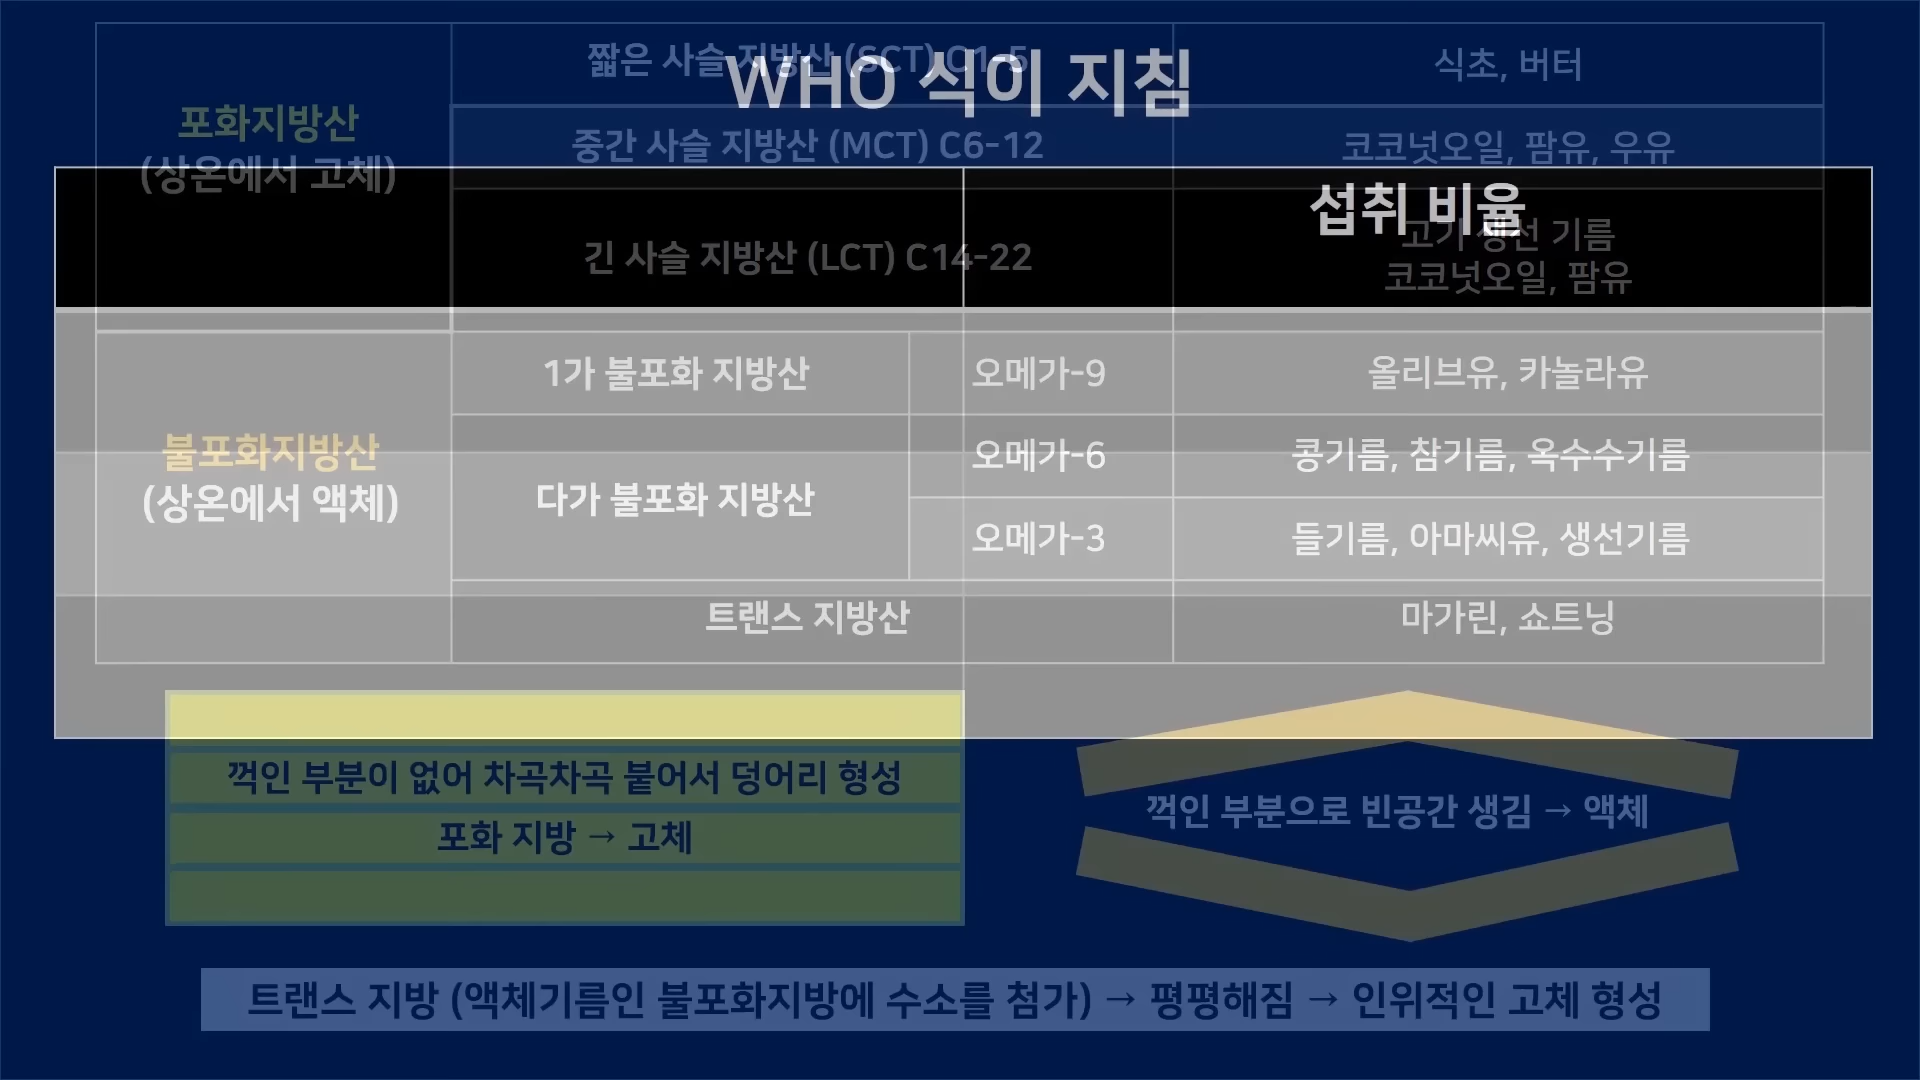 WHO 식이 지침
섭취 비율
포화지방산
(상온에서 고체)
짧은 사슬 지방산 (SCT) C1-5
식초, 버터
중간 사슬 지방산 (MCT) C6-12
코코넛오일, 팜유, 우유
긴 사슬 지방산 (LCT) C14-22
고기 생선 기름
코코넛오일, 팜유
불포화지방산
(상온에서 액체)
1가 불포화 지방산
오메가-9
올리브유, 카놀라유
다가 불포화 지방산
오메가-6
콩기름, 참기름, 옥수수기름
오메가-3
들기름, 아마씨유, 생선기름
트랜스 지방산
마가린, 쇼트닝
꺽인 부분이 없어 차곡차곡 붙어서 덩어리 형성
포화 지방 → 고체
꺽인 부분으로 빈공간 생김 → 액체
트랜스 지방 (액체기름인 불포화지방에 수소를 첨가) → 평평해짐 → 인위적인 고체 형성